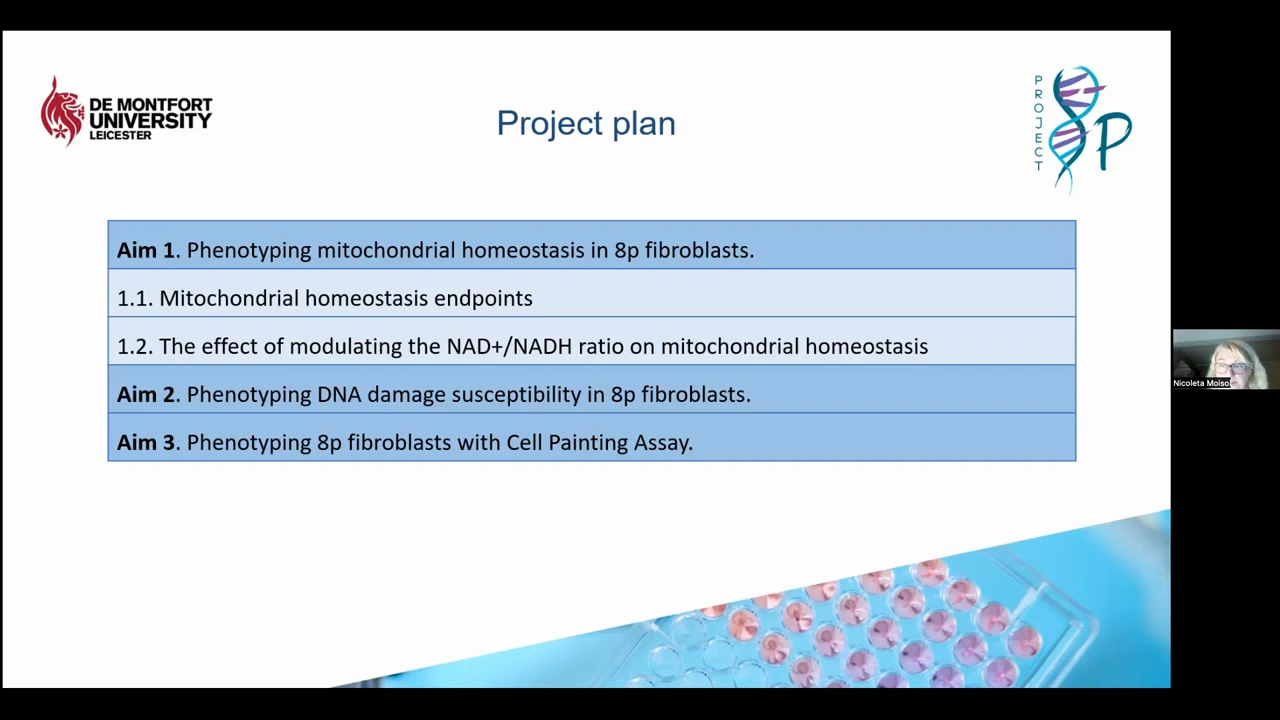 DE MONTFORT
UNIVERSITY
LEICESTER
Project plan
PROJECT
8P
Aim 1. Phenotyping mitochondrial homeostasis in 8p fibroblasts.
1.1. Mitochondrial homeostasis endpoints
1.2. The effect of modulating the NAD+/NADH ratio on mitochondrial homeostasis
Aim 2. Phenotyping DNA damage susceptibility in 8p fibroblasts.
Aim 3. Phenotyping 8p fibroblasts with Cell Painting Assay.
Nicoleta Moisoi